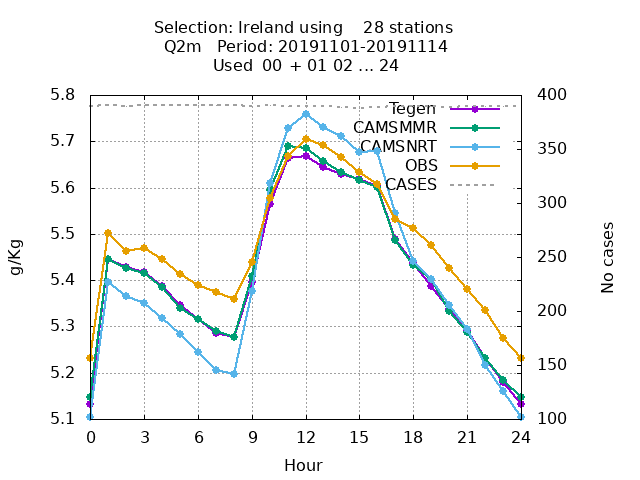 Selection: Ireland using    28 stations
Q2m   Period: 20191101-20191114
Used  00 + 01 02 ... 24
5.8
5.7
5.6
5.5
5.4
5.3
5.2
5.1
g/Kg
Tegen
CAMSMMR
CAMSNRT
OBS
CASES
400
350
300
250
200
150
100
No cases
0 3 6 9 12 15 18 21 24
Hour